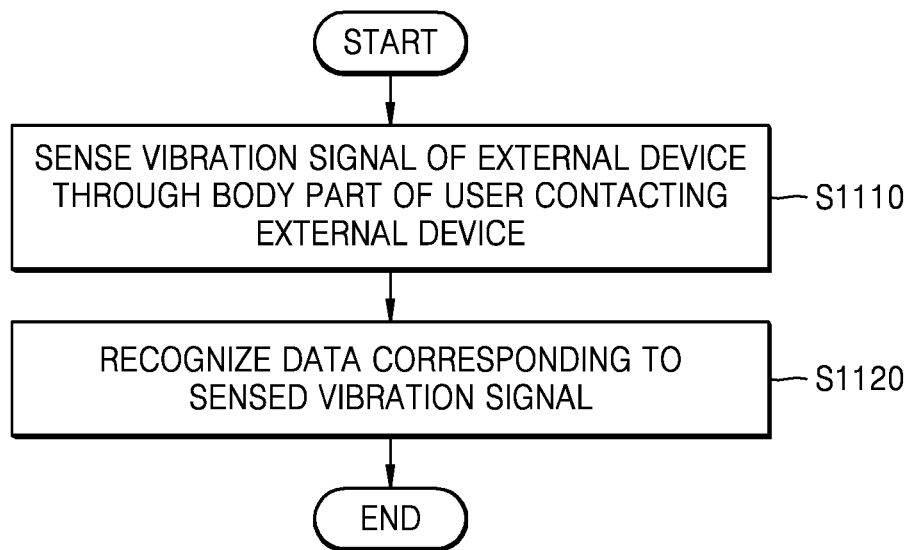 START
SENSE VIBRATION SIGNAL OF EXTERNAL DEVICE
THROUGH BODY PART OF USER CONTACTING
EXTERNAL DEVICE
S1110
RECOGNIZE DATA CORRESPONDING TO
SENSED VIBRATION SIGNAL
S1120
END